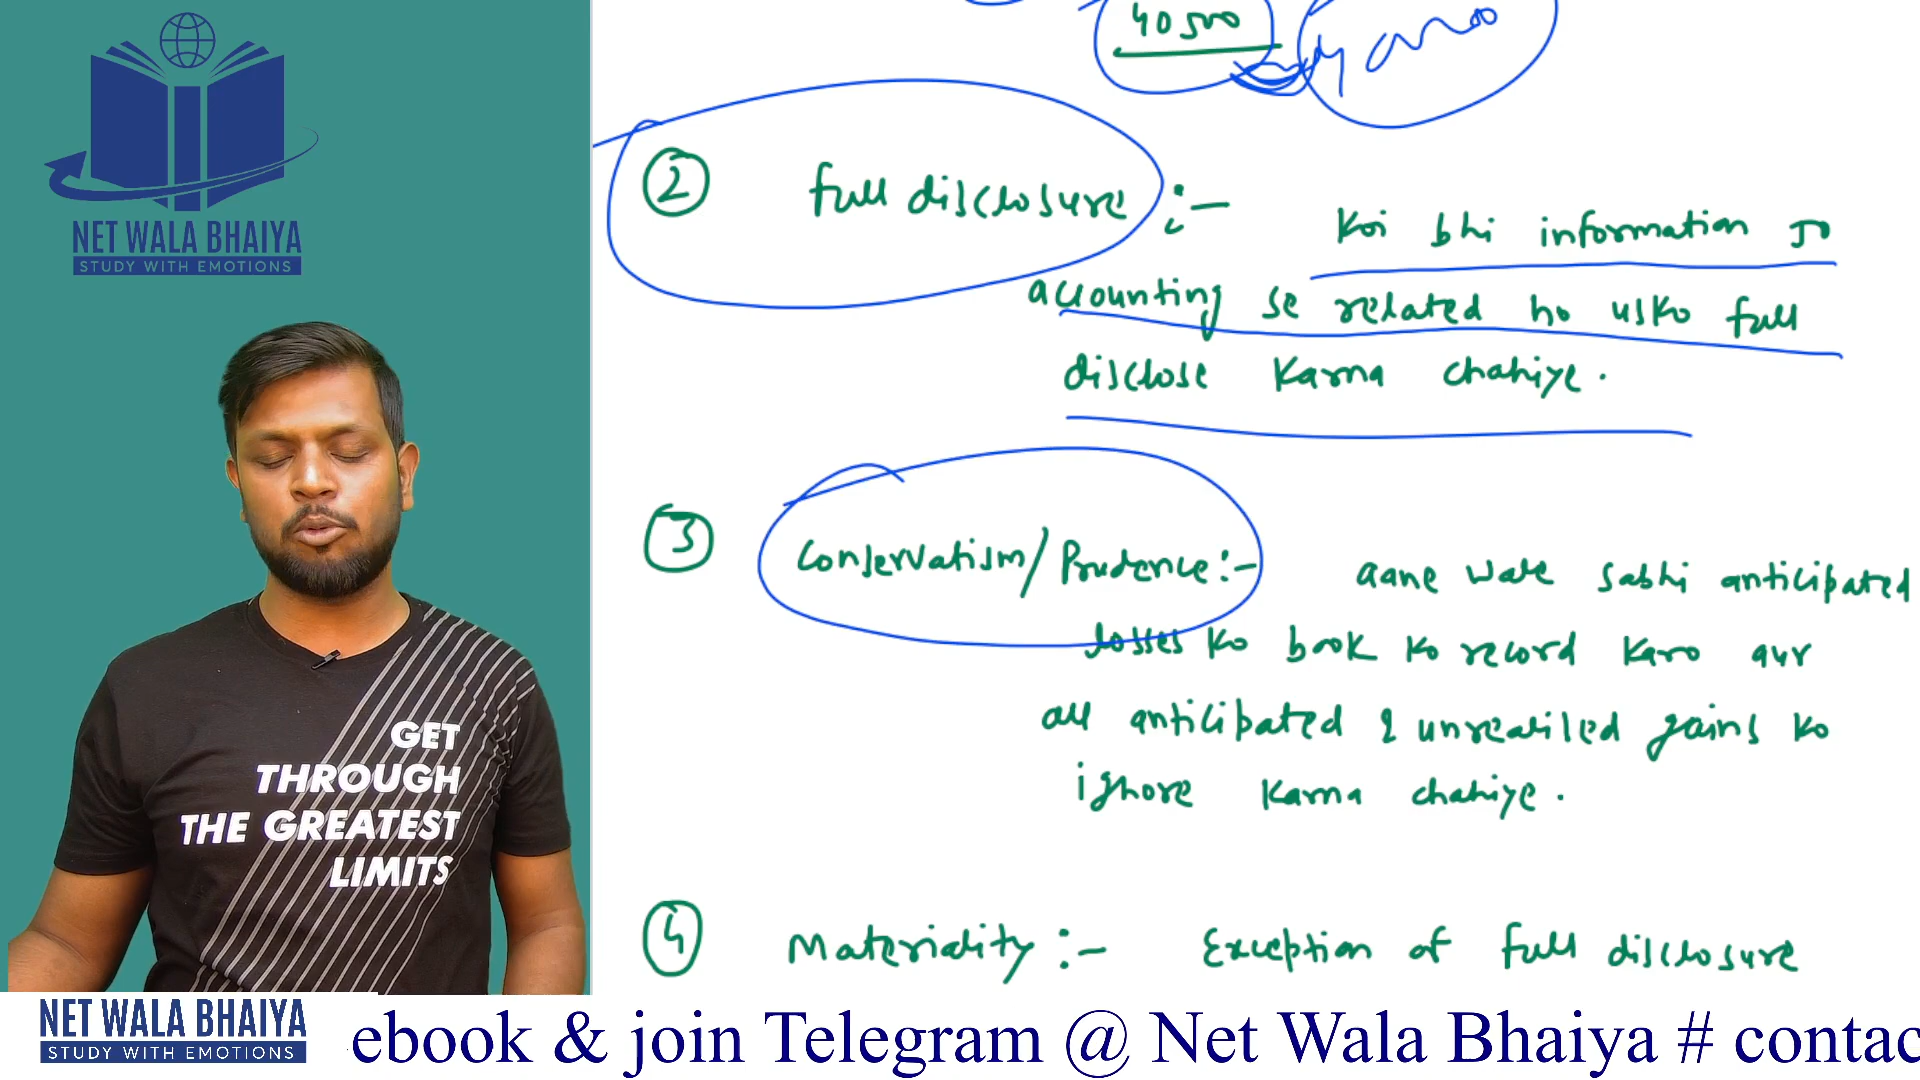 NET WALA BHAIYA
STUDY WITH EMOTIONS
GET
THROUGH
THE GREATEST
LIMITS
40500
2 full disclosure :- Koi bhi information jo
accounting se related ho usko full
disclose karna chahiye.
3 Conservatism/Prudence:- aane wale sabhi anticipated
losses ko book ko record karo aur
all anticipated & unrealised gains ko
ignore karna chahiye.
4 Materiality :- Exception of full disclosure
NET WALA BHAIYA
STUDY WITH EMOTIONS
ebook & join Telegram @ Net Wala Bhaiya # contac